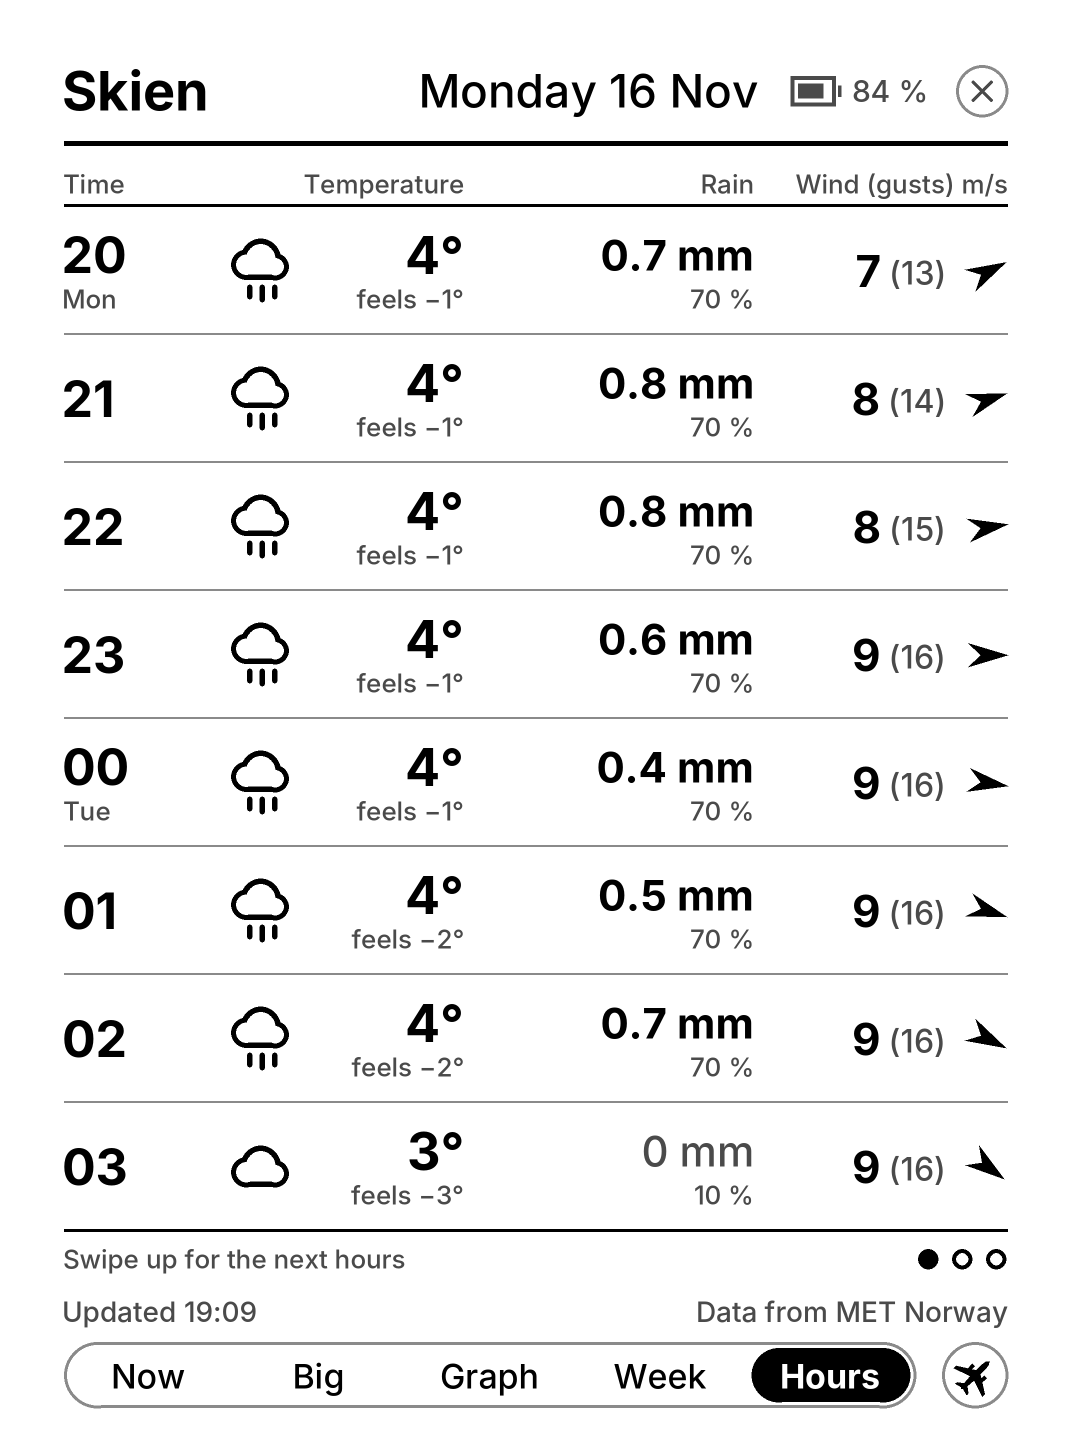 Skien Monday 16 Nov 84 %
Time Temperature Rain Wind (gusts) m/s
20 4° 0.7 mm 7 (13)
Mon feels −1° 70 %
21 4° 0.8 mm 8 (14)
feels −1° 70 %
22 4° 0.8 mm 8 (15)
feels −1° 70 %
23 4° 0.6 mm 9 (16)
feels −1° 70 %
00 4° 0.4 mm 9 (16)
Tue feels −1° 70 %
01 4° 0.5 mm 9 (16)
feels −2° 70 %
02 4° 0.7 mm 9 (16)
feels −2° 70 %
03 3° 0 mm 9 (16)
feels −3° 10 %
Swipe up for the next hours
Updated 19:09 Data from MET Norway
Now Big Graph Week Hours